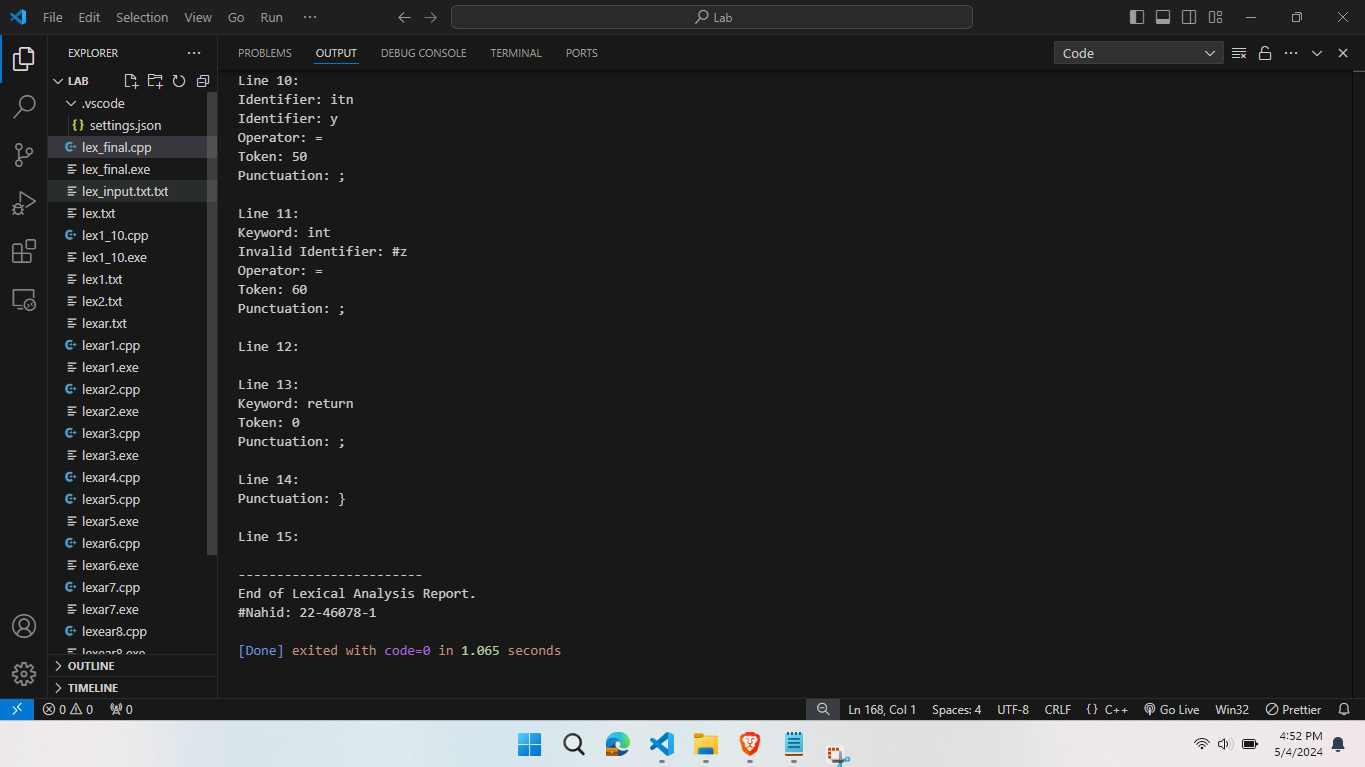 File Edit Selection View Go Run ··· Lab
EXPLORER ···
LAB
.vscode
{} settings.json
lex_final.cpp
lex_final.exe
lex_input.txt.txt
lex.txt
lex1_10.cpp
lex1_10.exe
lex1.txt
lex2.txt
lexar.txt
lexar1.cpp
lexar1.exe
lexar2.cpp
lexar2.exe
lexar3.cpp
lexar3.exe
lexar4.cpp
lexar5.cpp
lexar5.exe
lexar6.cpp
lexar6.exe
lexar7.cpp
lexar7.exe
lexear8.cpp
lexear8.exe
OUTLINE
TIMELINE
PROBLEMS OUTPUT DEBUG CONSOLE TERMINAL PORTS Code ···
Line 10:
Identifier: itn
Identifier: y
Operator: =
Token: 50
Punctuation: ;
Line 11:
Keyword: int
Invalid Identifier: #z
Operator: =
Token: 60
Punctuation: ;
Line 12:
Line 13:
Keyword: return
Token: 0
Punctuation: ;
Line 14:
Punctuation: }
Line 15:
------------------------
End of Lexical Analysis Report.
#Nahid: 22-46078-1
[Done] exited with code=0 in 1.065 seconds
0 0 0 Ln 168, Col 1 Spaces: 4 UTF-8 CRLF {} C++ Go Live Win32 Prettier
4:52 PM
5/4/2024